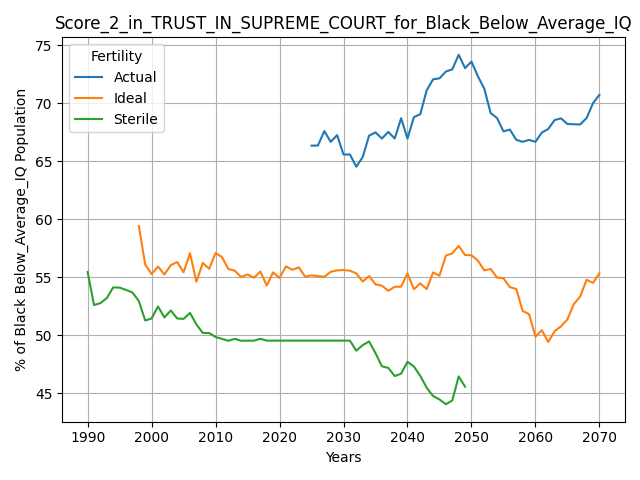 Score_2_in_TRUST_IN_SUPREME_COURT_for_Black_Below_Average_IQ
Fertility
Actual
Ideal
Sterile
% of Black Below_Average_IQ Population
75
70
65
60
55
50
45
1990
2000
2010
2020
2030
2040
2050
2060
2070
Years